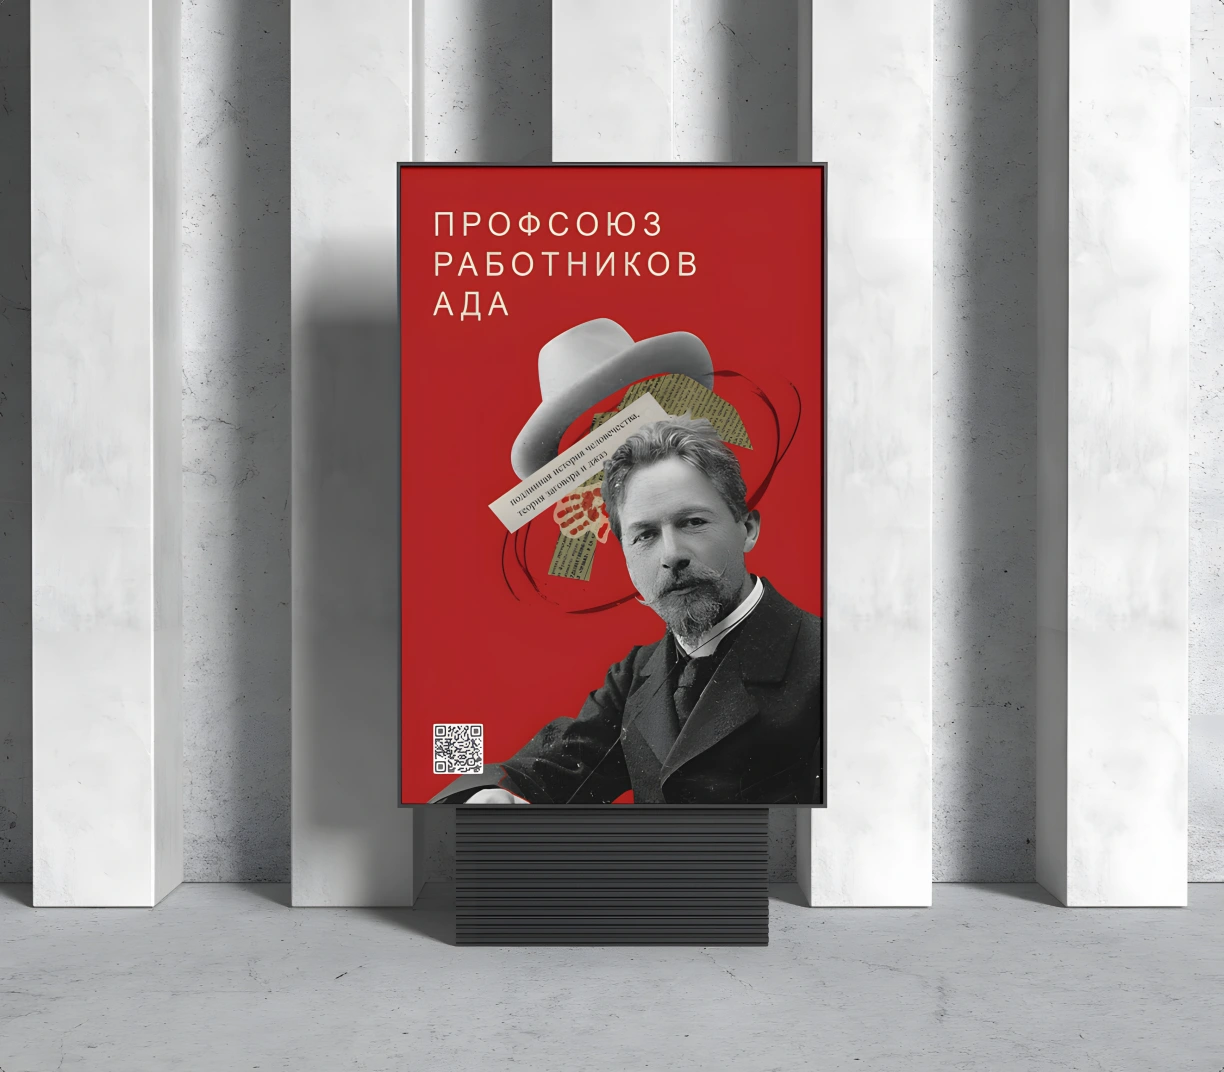 ПРОФСОЮЗ
РАБОТНИКОВ
АДА
подлинная история человечества,
теория заговора и джаз